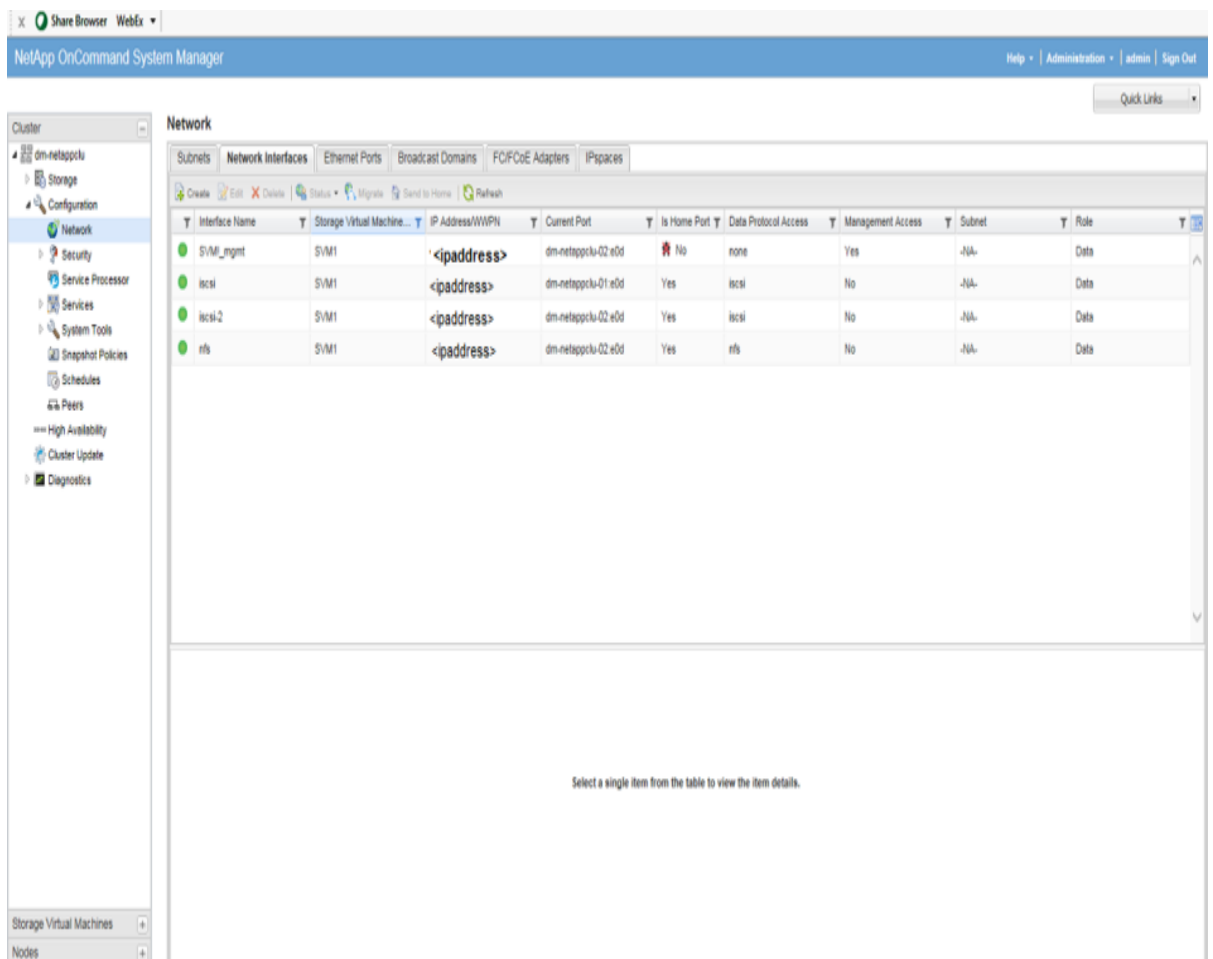 X Share Browser WebEx
NetApp OnCommand System Manager
Help | Administration | admin | Sign Out
Quick Links
Cluster
dm-netappclu
Storage
Configuration
Network
Security
Service Processor
Services
System Tools
Snapshot Policies
Schedules
Peers
High Availability
Cluster Update
Diagnostics
Storage Virtual Machines
Nodes
Network
Subnets Network Interfaces Ethernet Ports Broadcast Domains FC/FCoE Adapters IPspaces
Create Edit Delete Status Migrate Send to Home Refresh
Interface Name Storage Virtual Machine... IP Address/WWPN Current Port Is Home Port Data Protocol Access Management Access Subnet Role
SVMl_mgmt SVM1 <ipaddress> dm-netappclu-02:e0d No none Yes -NA- Data
iscsi SVM1 <ipaddress> dm-netappclu-01:e0d Yes iscsi No -NA- Data
iscsi-2 SVM1 <ipaddress> dm-netappclu-02:e0d Yes iscsi No -NA- Data
nfs SVM1 <ipaddress> dm-netappclu-02:e0d Yes nfs No -NA- Data
Select a single item from the table to view the item details.